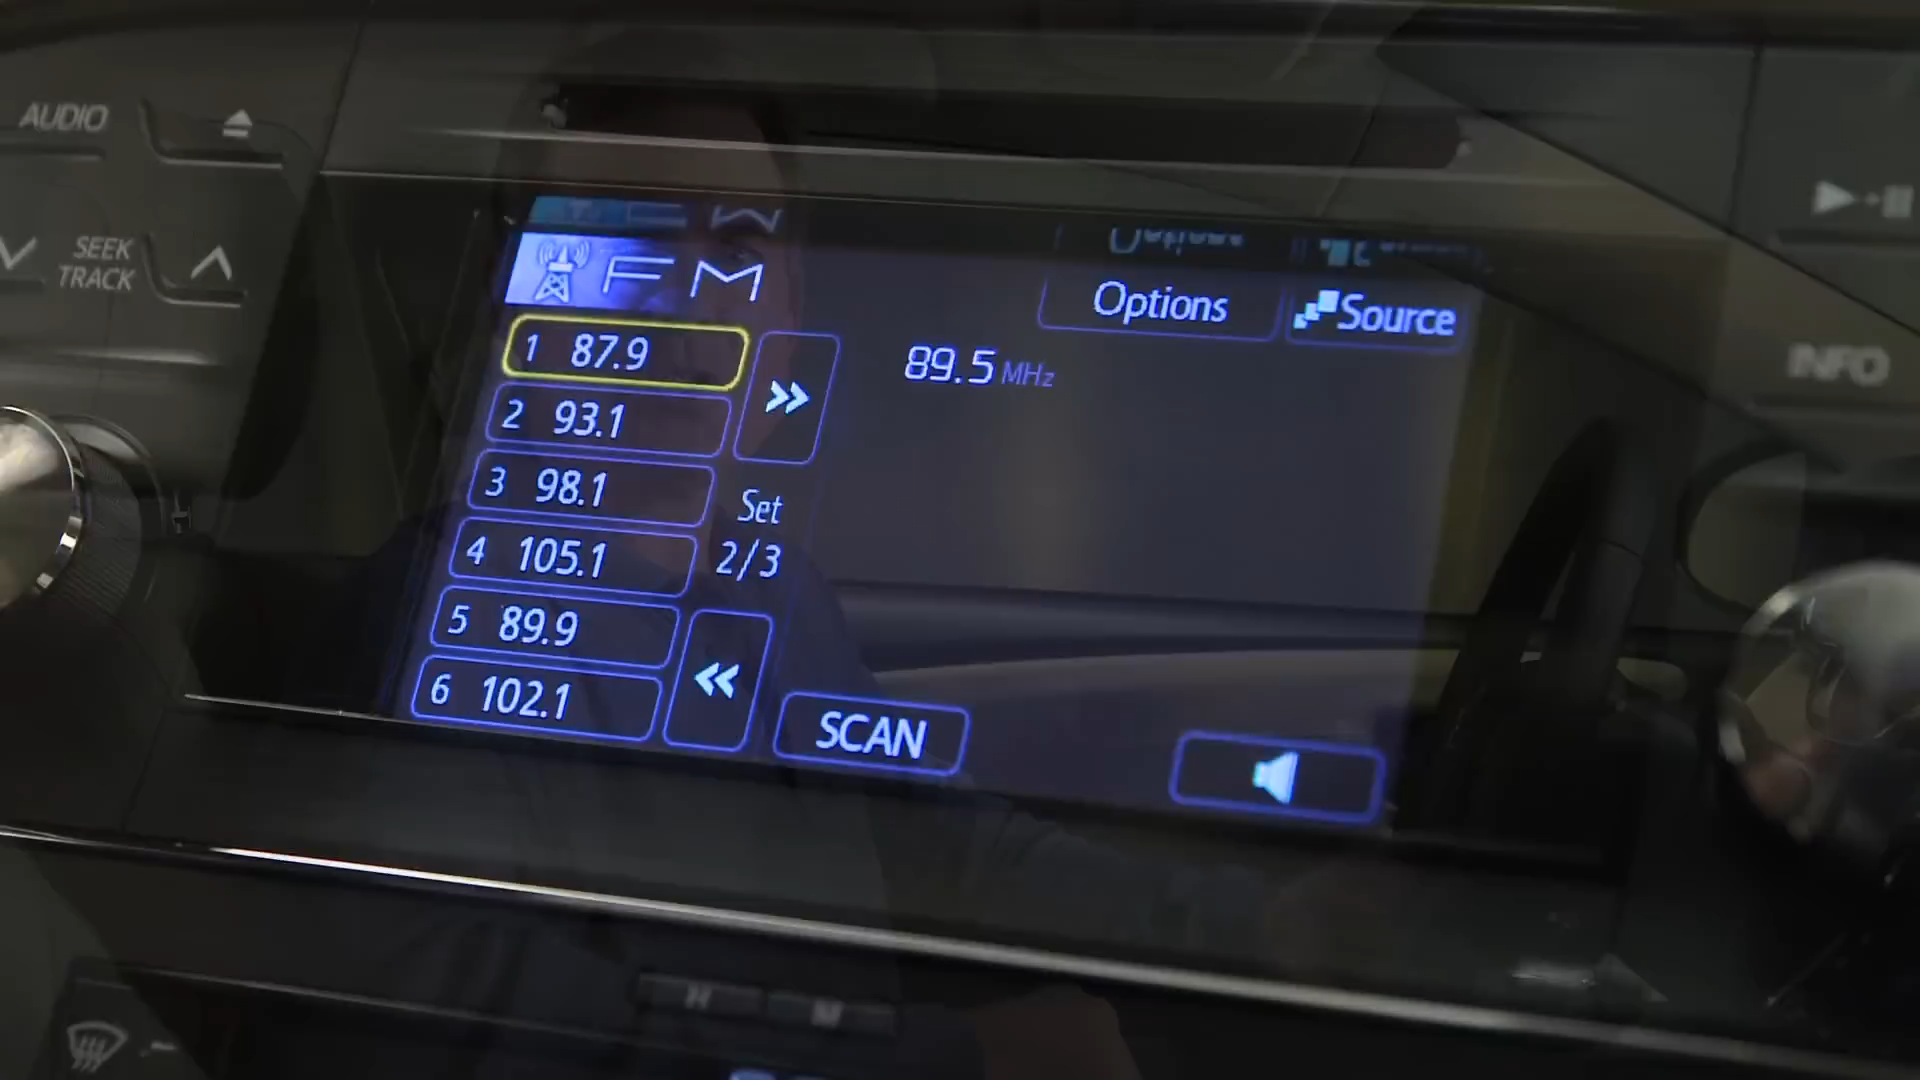 AUDIO
SEEK
TRACK
FM
Options
Source
INFO
1 87.9
89.5 MHz
2 93.1
3 98.1
Set
2/3
4 105.1
5 89.9
6 102.1
SCAN